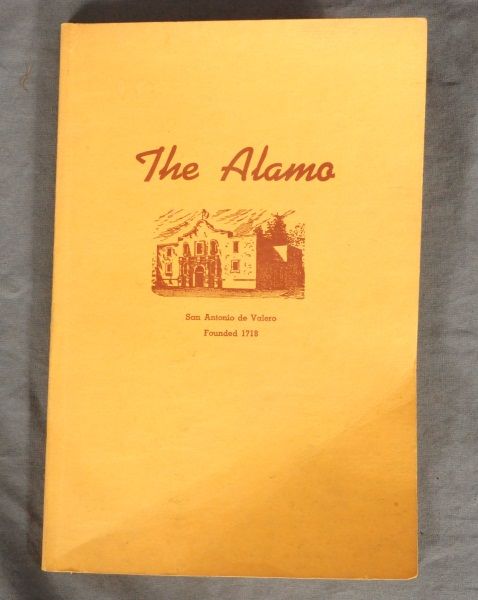 The Alamo
San Antonio de Valero
Founded 1718